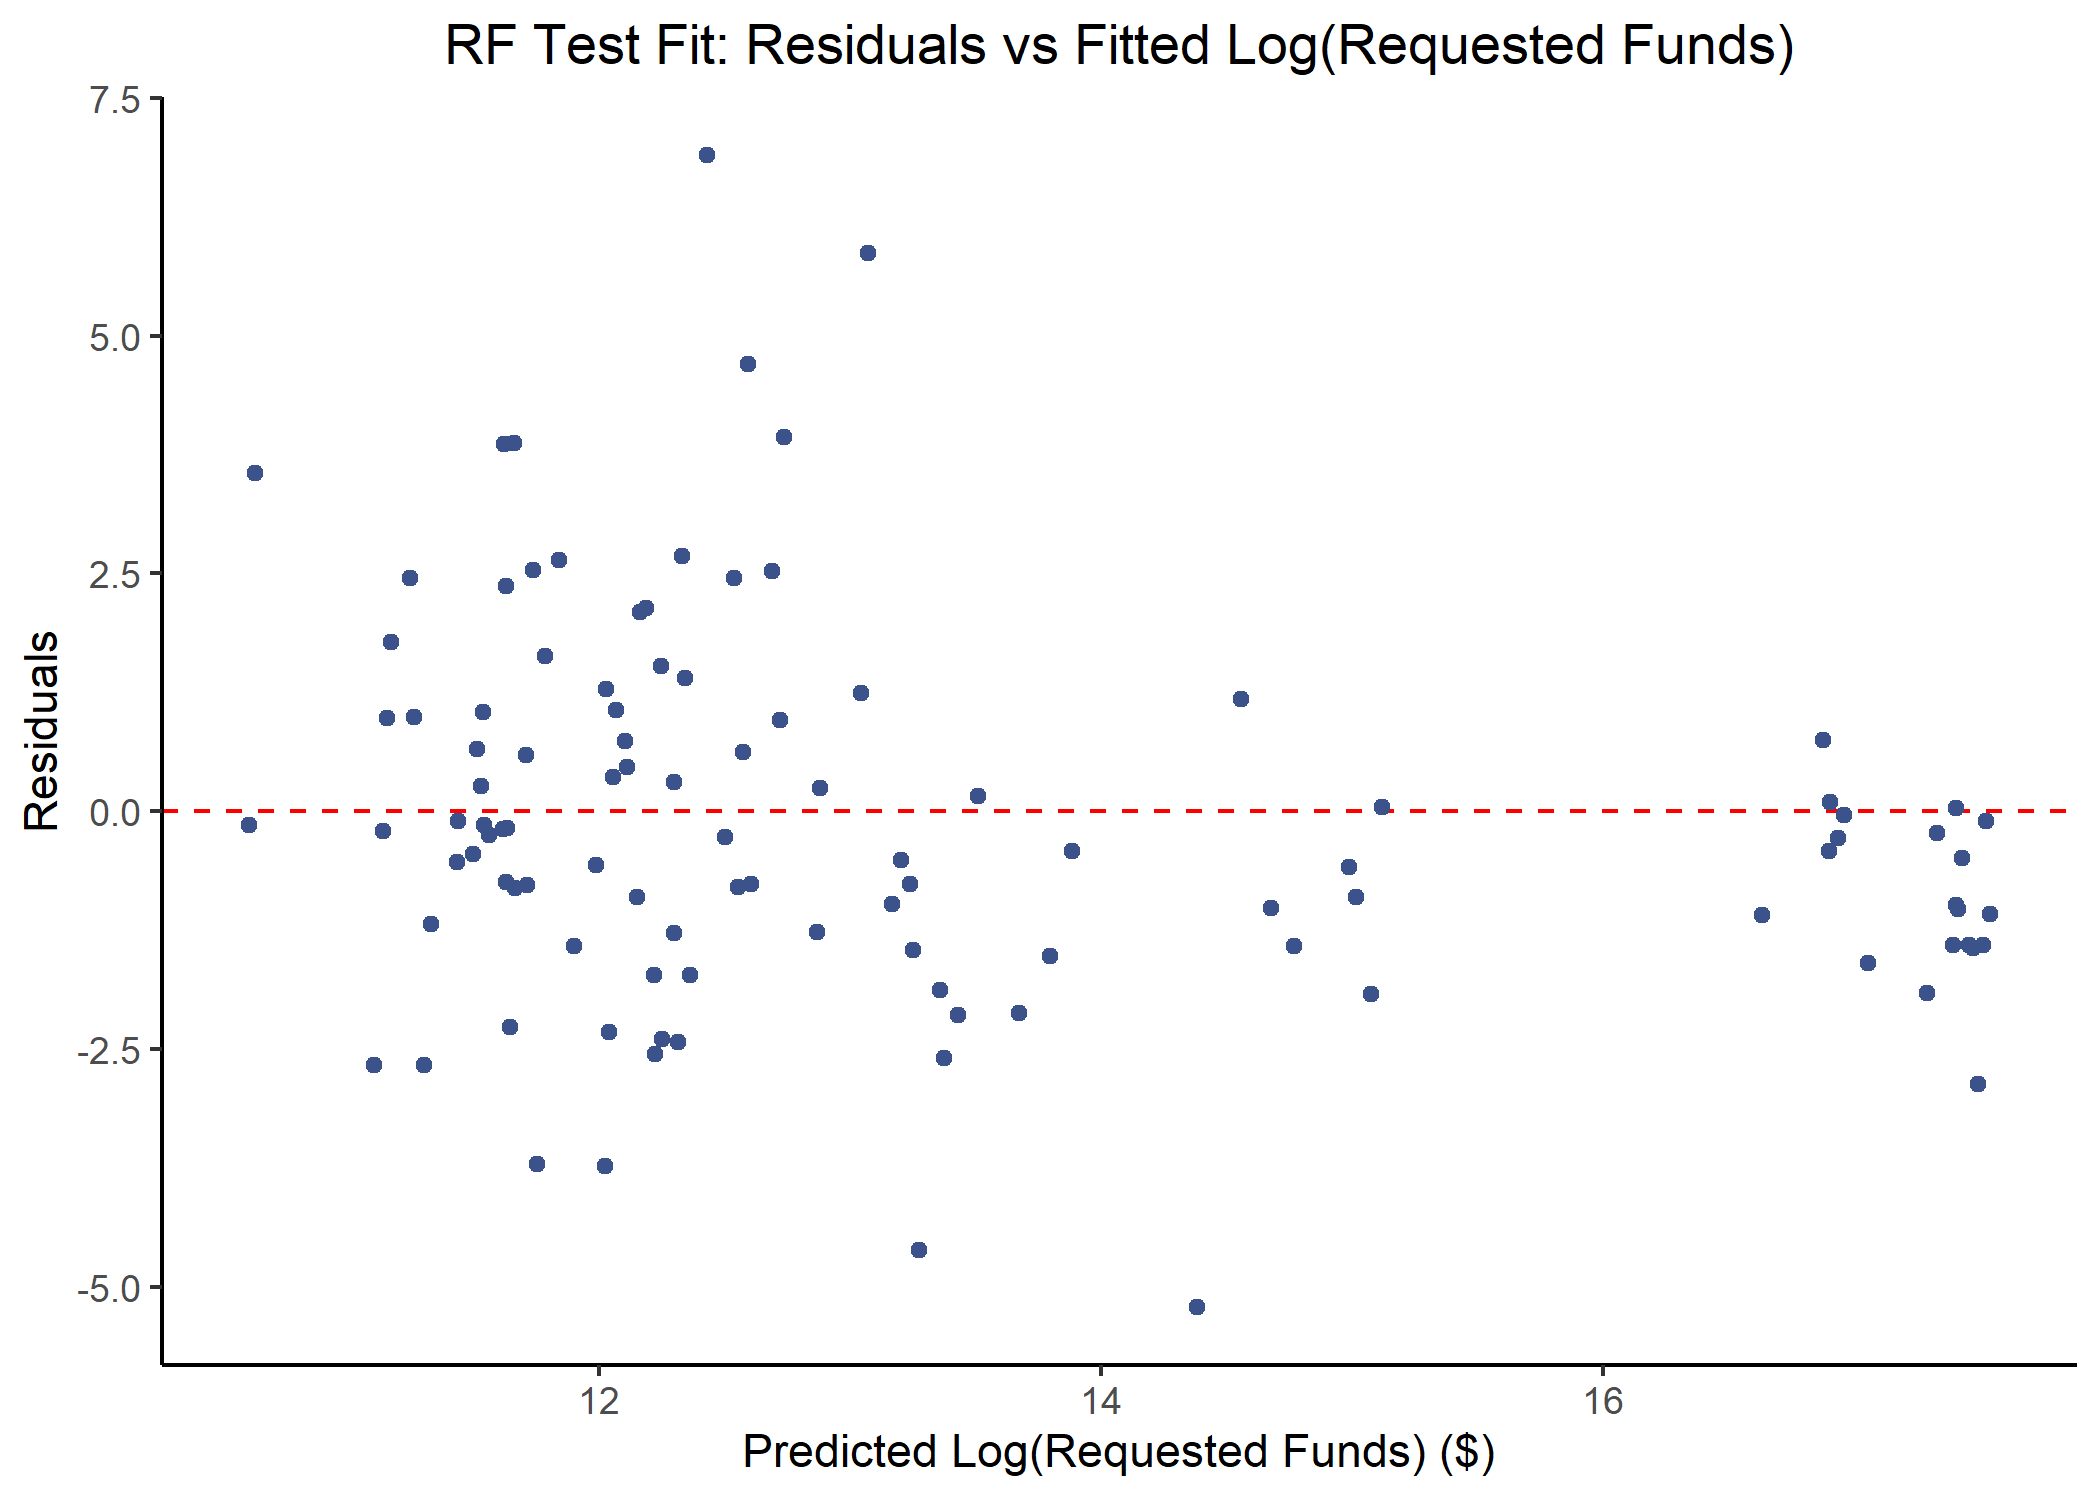 RF Test Fit: Residuals vs Fitted Log(Requested Funds)
7.5
5.0
2.5
0.0
-2.5
-5.0
Residuals
12 14 16
Predicted Log(Requested Funds) ($)